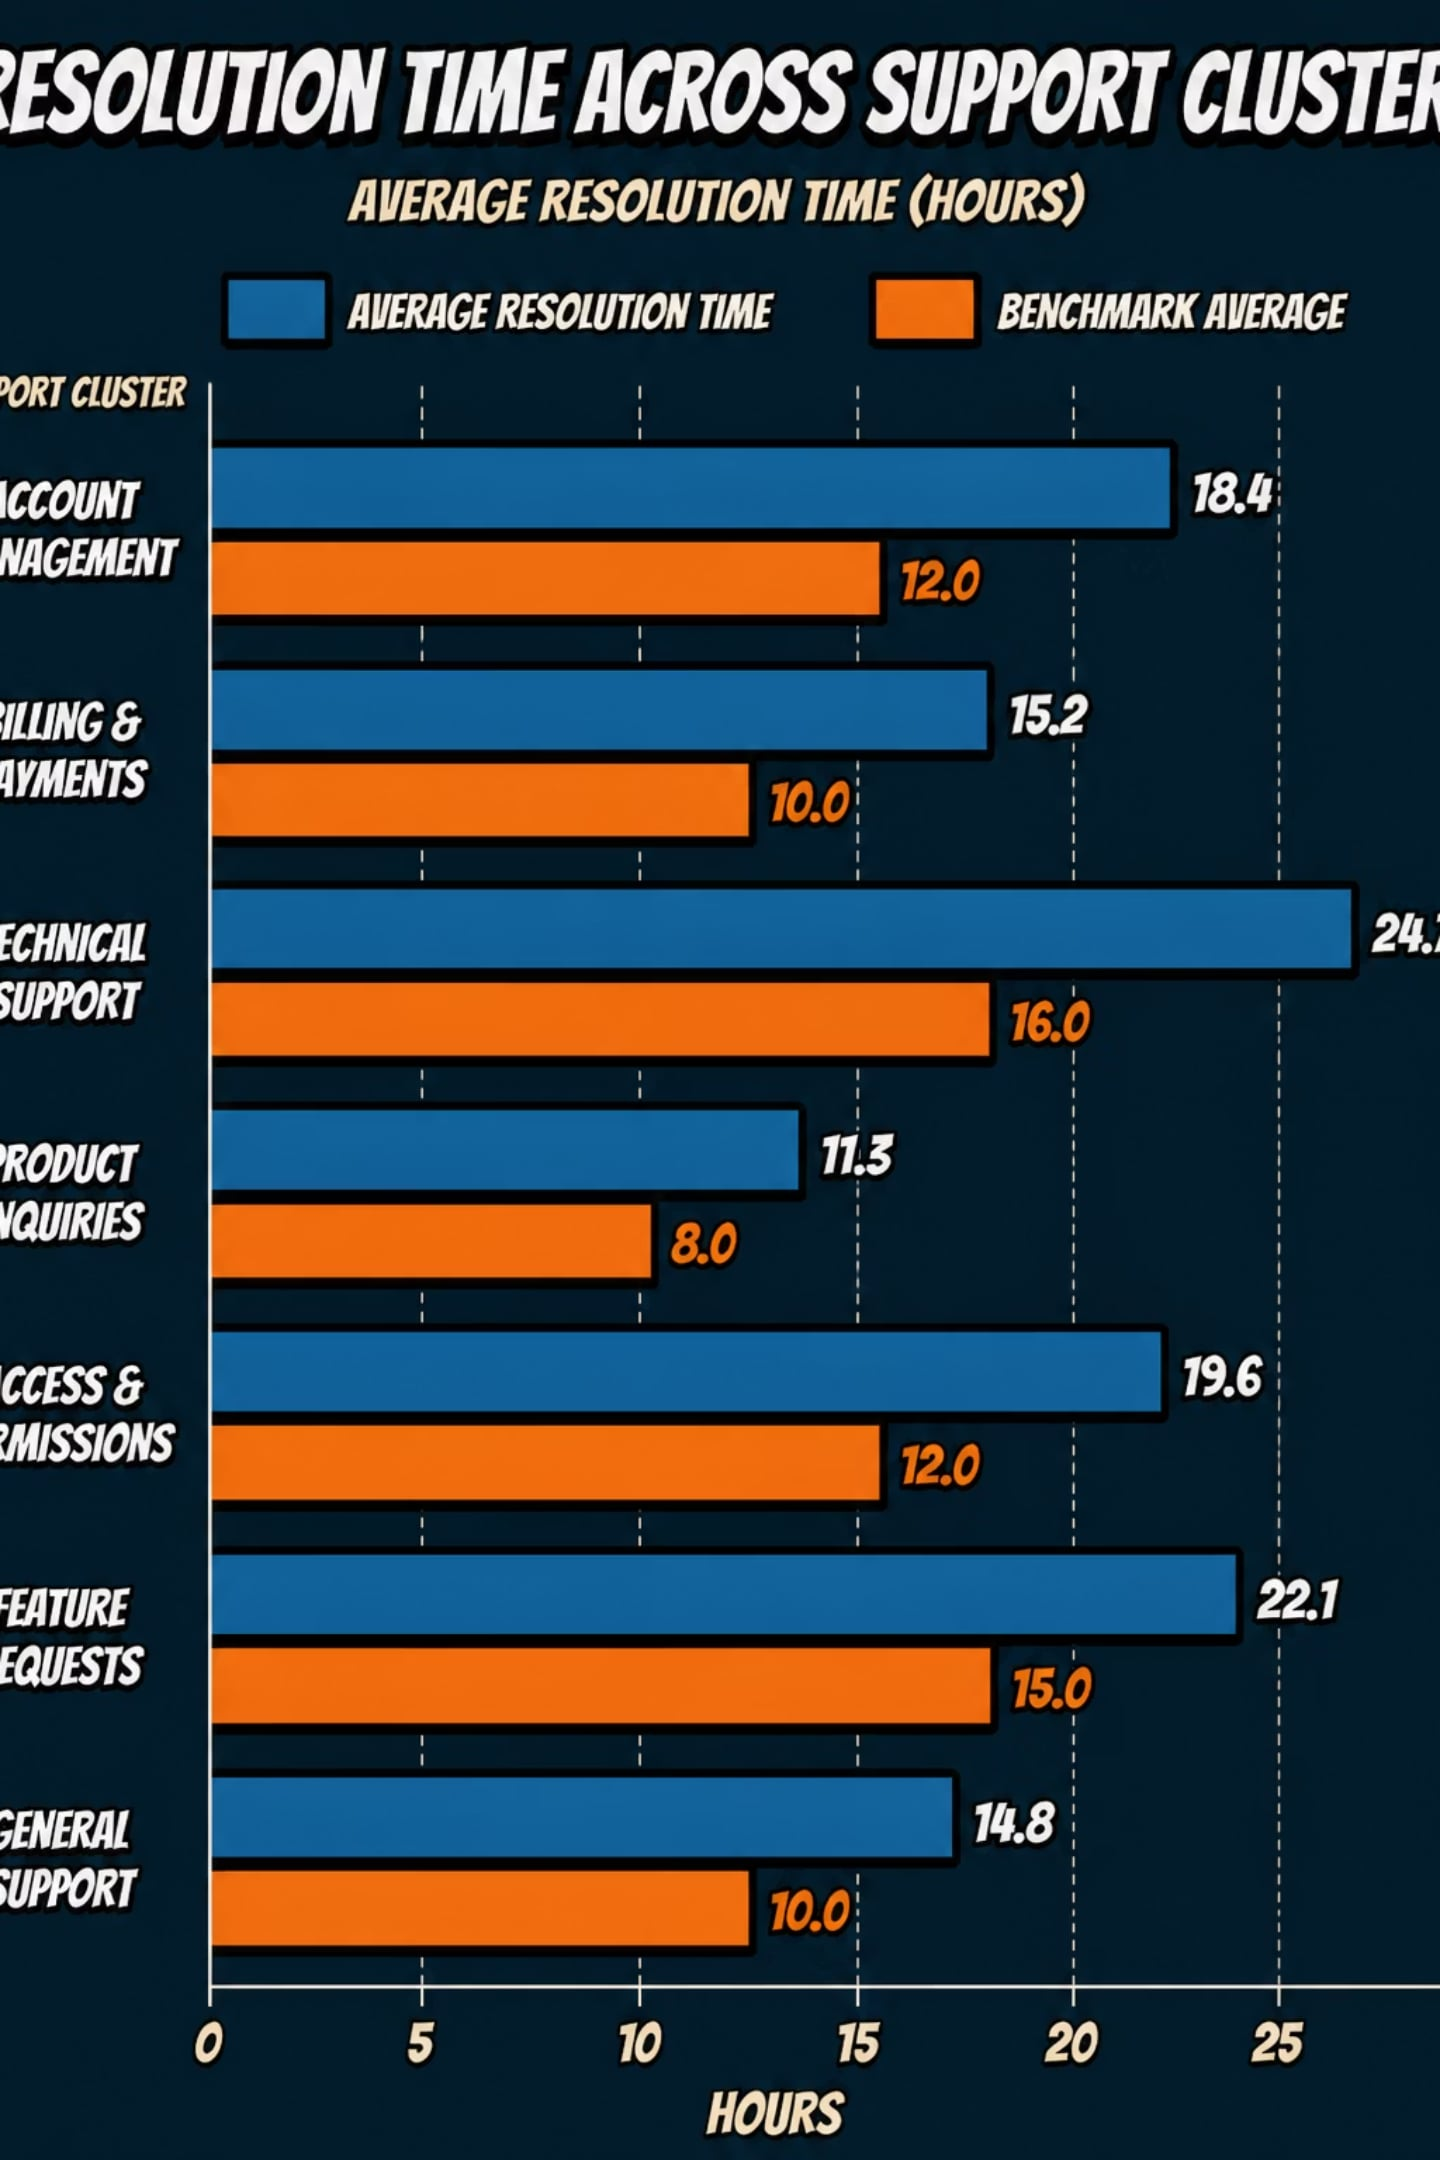 RESOLUTION TIME ACROSS SUPPORT CLUSTER
AVERAGE RESOLUTION TIME (HOURS)
AVERAGE RESOLUTION TIME
BENCHMARK AVERAGE
PORT CLUSTER
ACCOUNT
NAGEMENT
18.4
12.0
BILLING &
AYMENTS
15.2
10.0
ECHNICAL
SUPPORT
24.7
16.0
PRODUCT
NQUIRIES
11.3
8.0
CCESS &
RMISSIONS
19.6
12.0
FEATURE
EQUESTS
22.1
15.0
GENERAL
SUPPORT
14.8
10.0
0 5 10 15 20 25
HOURS